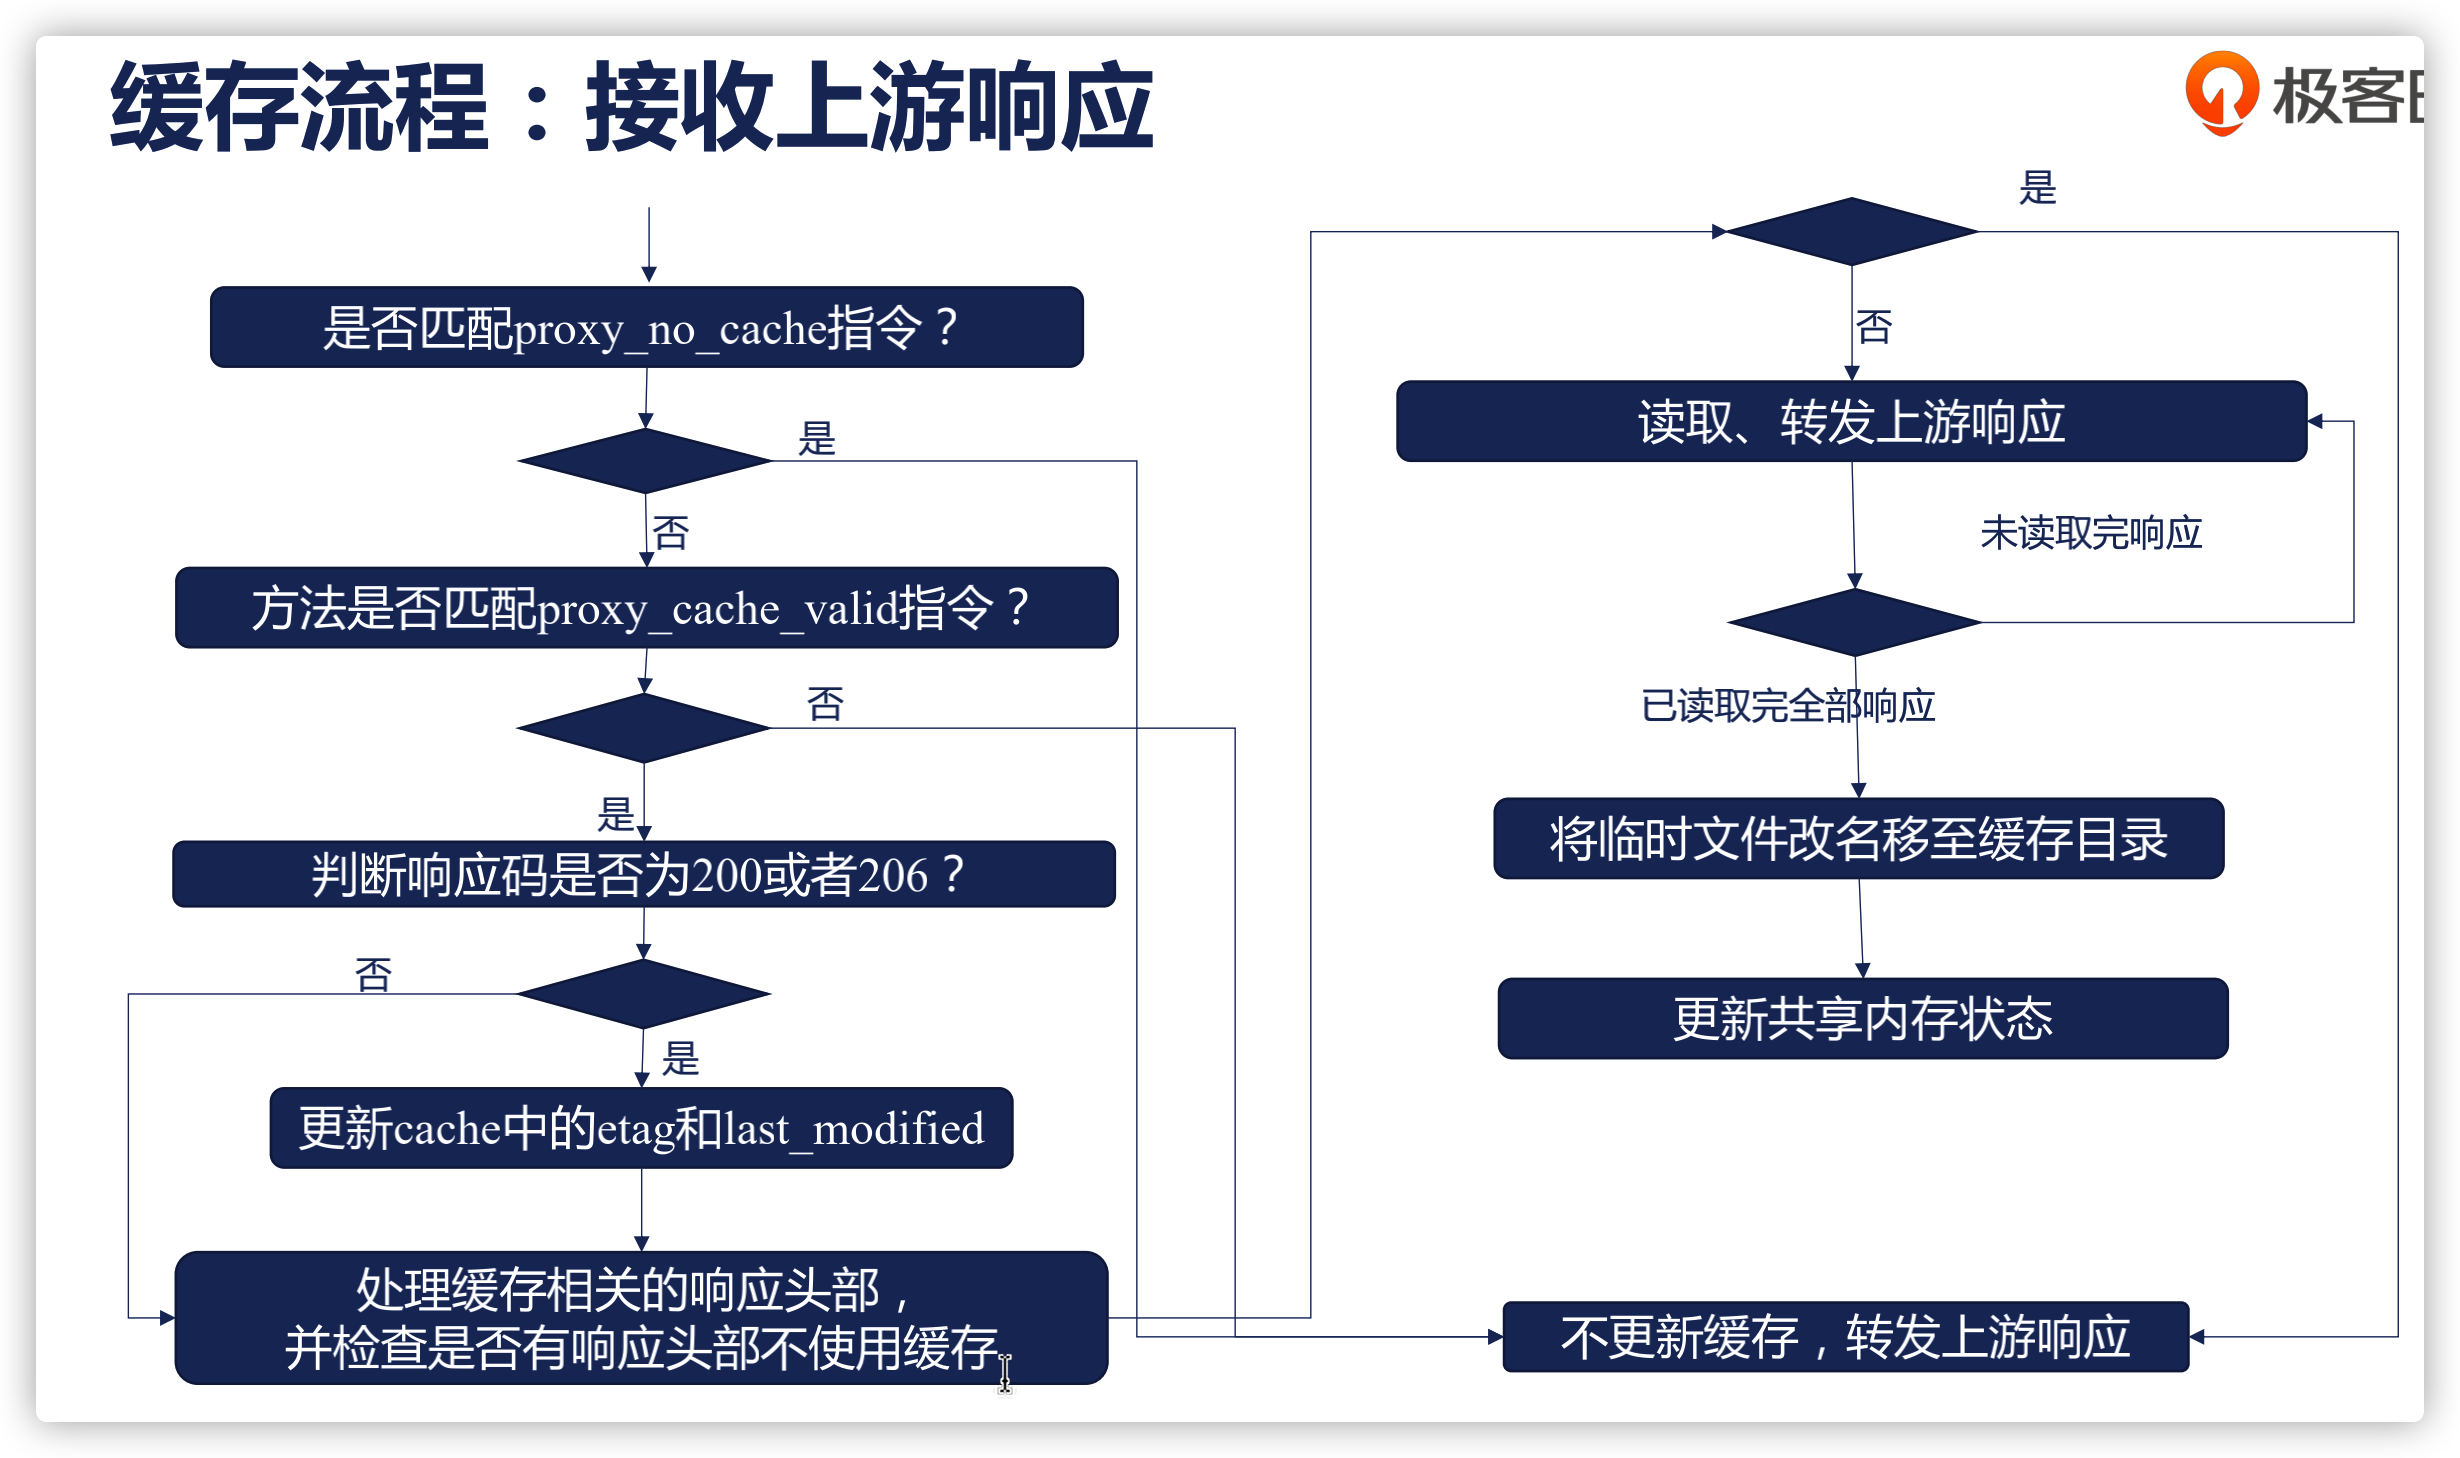 缓存流程：接收上游响应
极客
是否匹配proxy_no_cache指令？
是
否
方法是否匹配proxy_cache_valid指令？
否
是
判断响应码是否为200或者206？
否
是
更新cache中的etag和last_modified
处理缓存相关的响应头部，
并检查是否有响应头部不使用缓存
是
否
读取、转发上游响应
未读取完响应
已读取完全部响应
将临时文件改名移至缓存目录
更新共享内存状态
不更新缓存，转发上游响应